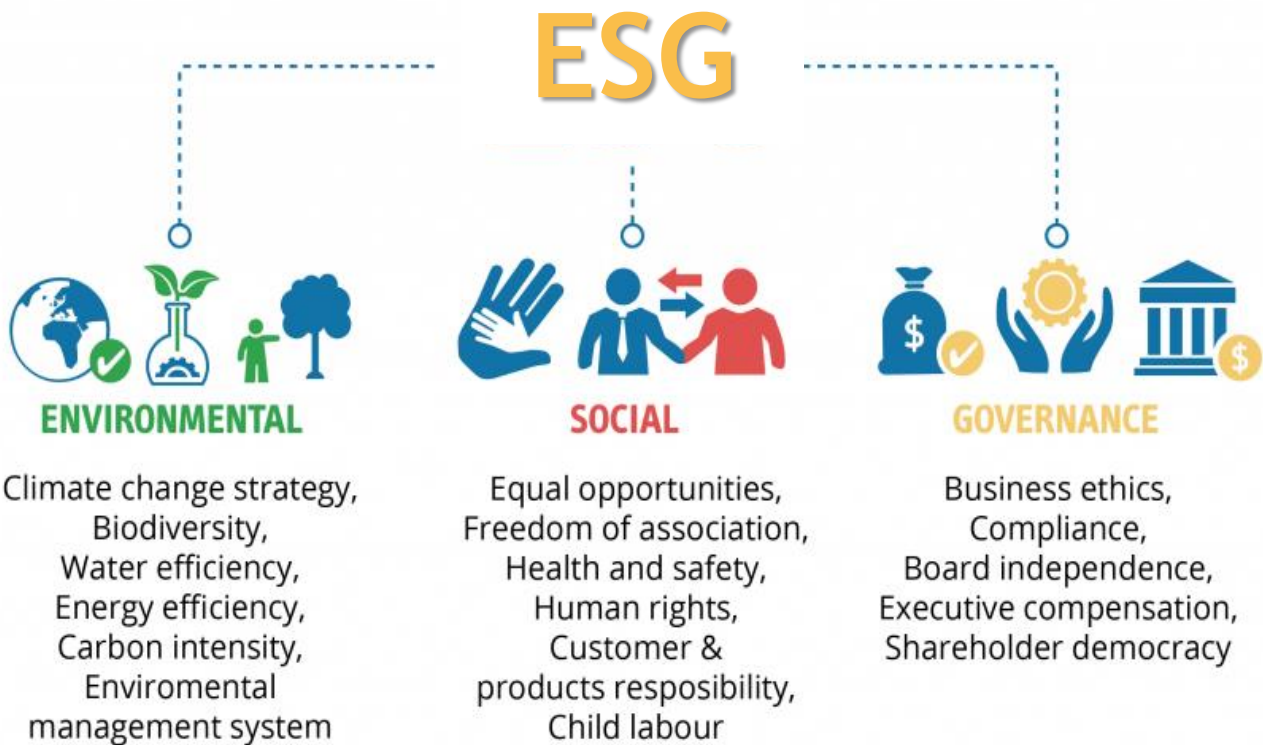 ESG
ENVIRONMENTAL
Climate change strategy,
Biodiversity,
Water efficiency,
Energy efficiency,
Carbon intensity,
Enviromental
management system
SOCIAL
Equal opportunities,
Freedom of association,
Health and safety,
Human rights,
Customer &
products resposibility,
Child labour
$
$
GOVERNANCE
Business ethics,
Compliance,
Board independence,
Executive compensation,
Shareholder democracy